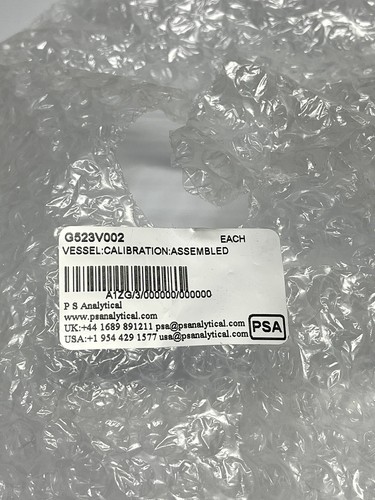 G523V002 EACH
VESSEL:CALIBRATION:ASSEMBLED
A1ZG/3/000000/000000
P S Analytical
www.psanalytical.com
UK:+44 1689 891211 psa@psanalytical.com
USA:+1 954 429 1577 usa@psanalytical.com
PSA